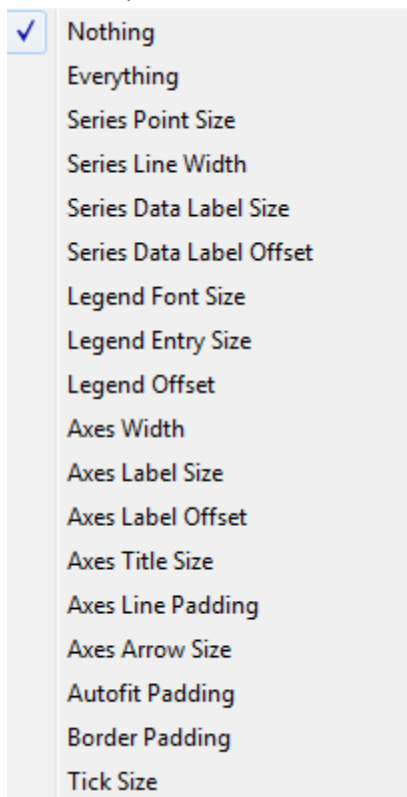 Nothing
Everything
Series Point Size
Series Line Width
Series Data Label Size
Series Data Label Offset
Legend Font Size
Legend Entry Size
Legend Offset
Axes Width
Axes Label Size
Axes Label Offset
Axes Title Size
Axes Line Padding
Axes Arrow Size
Autofit Padding
Border Padding
Tick Size